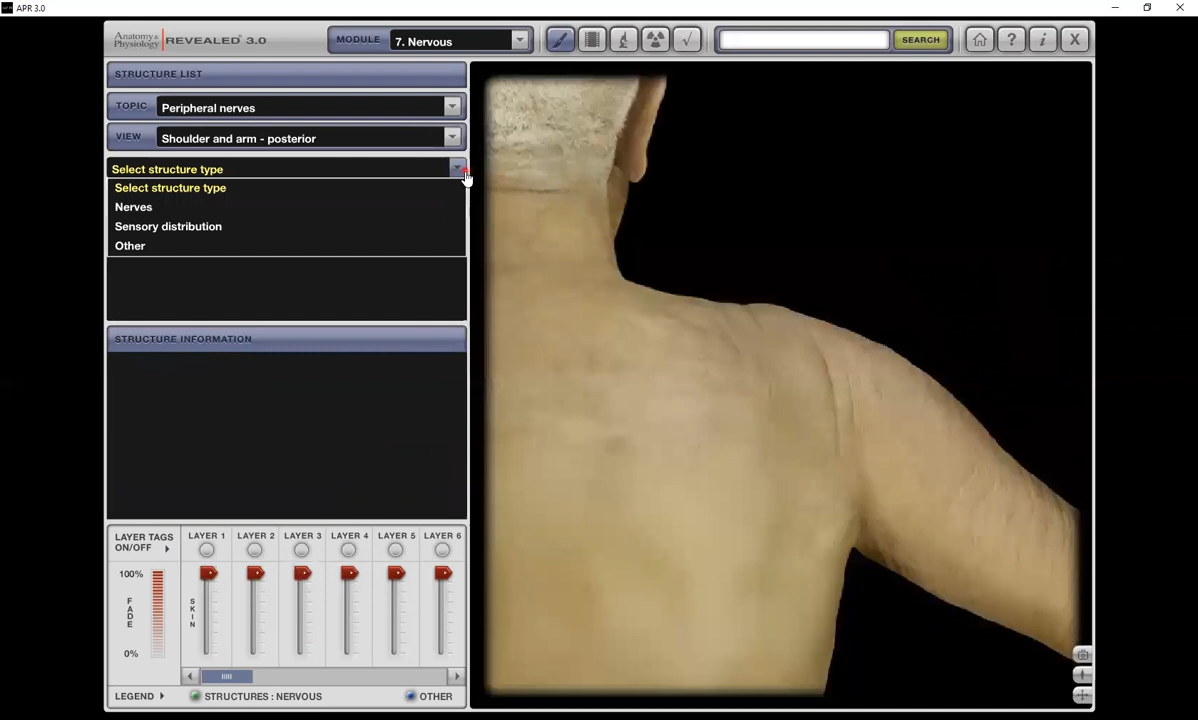 APR 3.0
Anatomy & Physiology REVEALED® 3.0
MODULE 7. Nervous
SEARCH
? i X
STRUCTURE LIST
TOPIC Peripheral nerves
VIEW Shoulder and arm - posterior
Select structure type
Select structure type
Nerves
Sensory distribution
Other
STRUCTURE INFORMATION
LAYER TAGS ON/OFF
LAYER 1 LAYER 2 LAYER 3 LAYER 4 LAYER 5 LAYER 6
100%
FADE
0%
SKIN
LEGEND STRUCTURES : NERVOUS OTHER